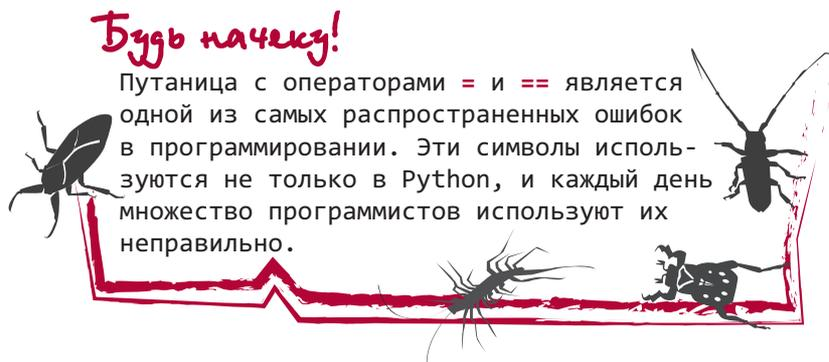 Будь начеку!
Путаница с операторами = и == является
одной из самых распространенных ошибок
в программировании. Эти символы исполь-
зуются не только в Python, и каждый день
множество программистов используют их
неправильно.